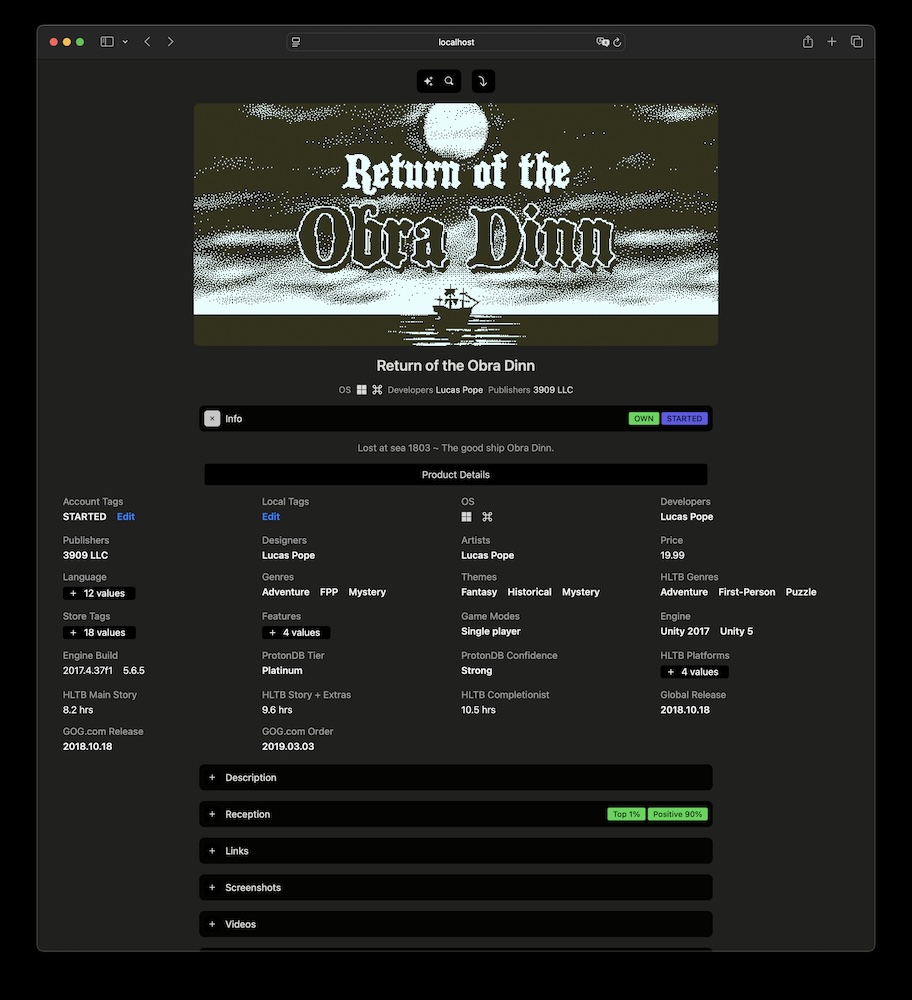 localhost
Return of the
Obra Dinn
Return of the Obra Dinn
OS Developers Lucas Pope Publishers 3909 LLC
× Info OWN STARTED
Lost at sea 1803 ~ The good ship Obra Dinn.
Product Details
Account Tags Local Tags OS Developers
STARTED Edit Edit Lucas Pope
Publishers Designers Artists Price
3909 LLC Lucas Pope Lucas Pope 19.99
Language Genres Themes HLTB Genres
+ 12 values Adventure FPP Mystery Fantasy Historical Mystery Adventure First-Person Puzzle
Store Tags Features Game Modes Engine
+ 18 values + 4 values Single player Unity 2017 Unity 5
Engine Build ProtonDB Tier ProtonDB Confidence HLTB Platforms
2017.4.37f1 5.6.5 Platinum Strong + 4 values
HLTB Main Story HLTB Story + Extras HLTB Completionist Global Release
8.2 hrs 9.6 hrs 10.5 hrs 2018.10.18
GOG.com Release GOG.com Order
2018.10.18 2019.03.03
+ Description
+ Reception Top 1% Positive 90%
+ Links
+ Screenshots
+ Videos